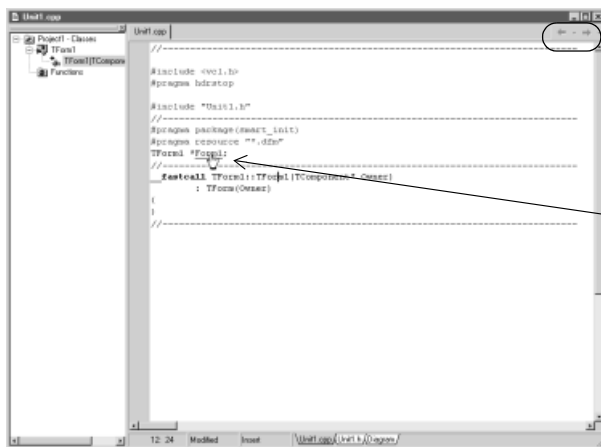 Unit1.cpp
Project1 - Classes
TForm1
TForm1(TCompon
Functions
Unit1.cpp
//---------------------------------------------------------------------------
#include <vcl.h>
#pragma hdrstop
#include "Unit1.h"
//---------------------------------------------------------------------------
#pragma package(smart_init)
#pragma resource "*.dfm"
TForm1 *Form1;
//---------------------------------------------------------------------------
__fastcall TForm1::TForm1(TComponent* Owner)
: TForm(Owner)
{
}
//---------------------------------------------------------------------------
12: 24 Modified Insert Unit1.cpp Unit1.h Diagram